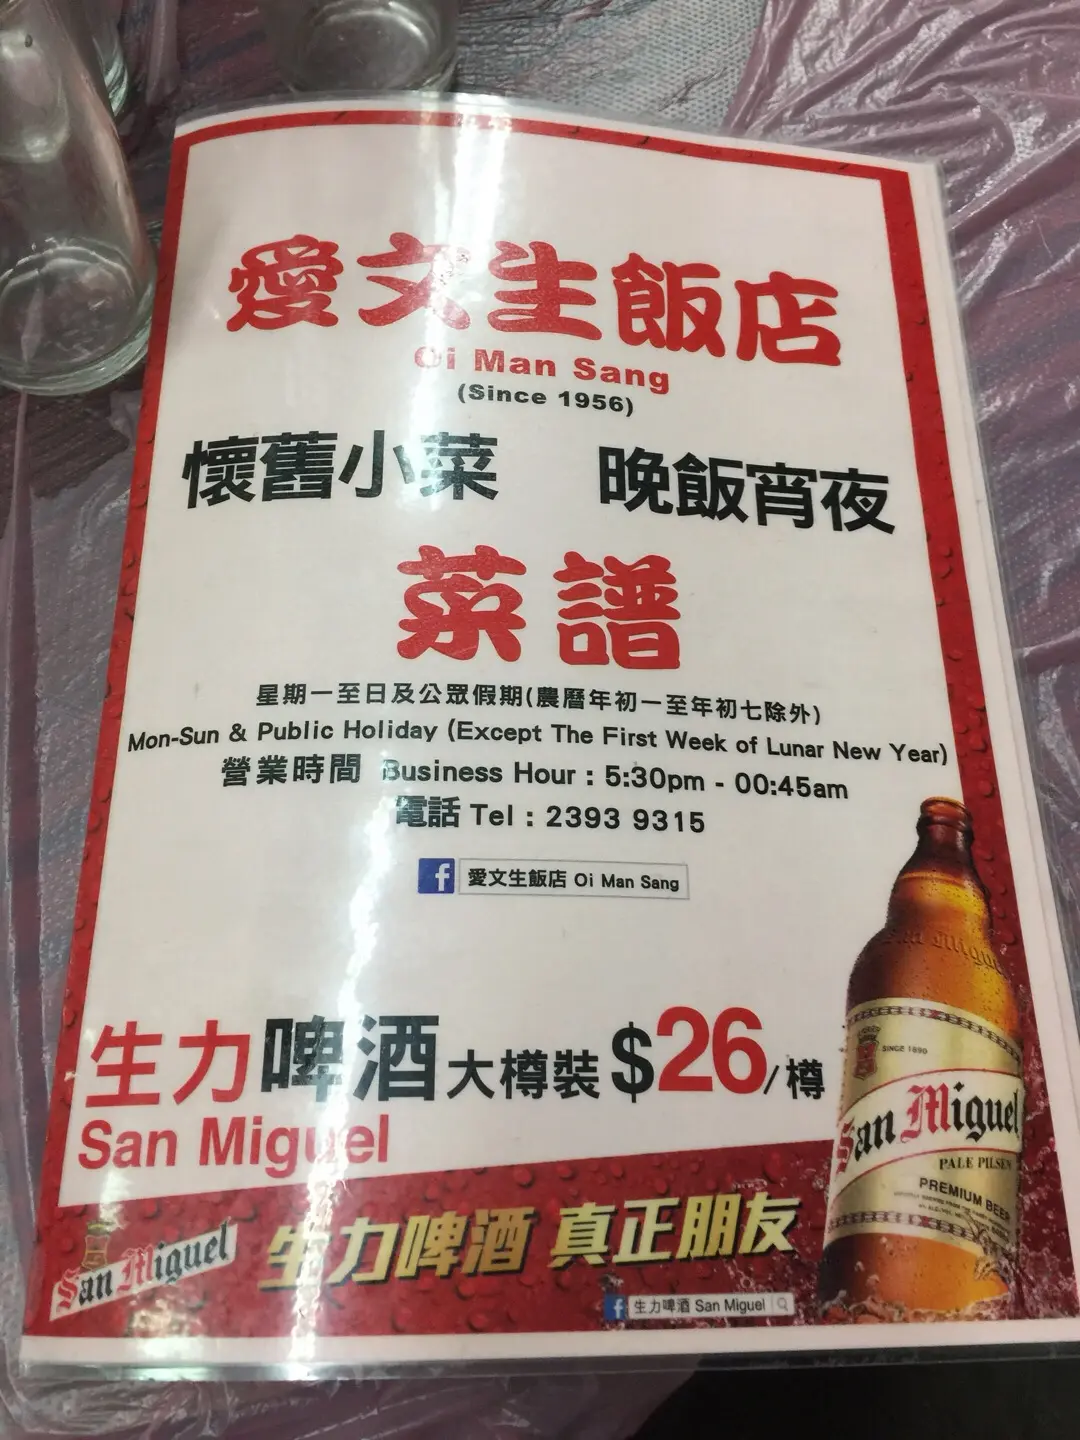 愛文生飯店
Oi Man Sang
(Since 1956)
懷舊小菜 晚飯宵夜
菜譜
星期一至日及公眾假期(農曆年初一至年初七除外)
Mon-Sun & Public Holiday (Except The First Week of Lunar New Year)
營業時間 Business Hour : 5:30pm - 00:45am
電話 Tel : 2393 9315
f 愛文生飯店 Oi Man Sang
生力啤酒大樽裝 $26/樽
San Miguel
San Miguel 生力啤酒 真正朋友
f 生力啤酒 San Miguel
San Miguel
SINCE 1890
San Miguel
PALE PILSEN
PREMIUM BEER